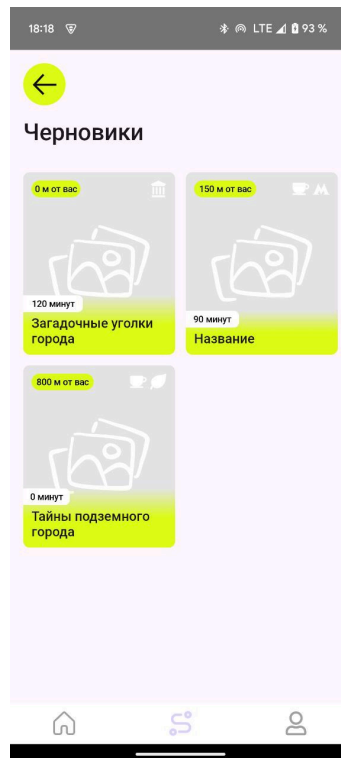 18:18 LTE 93 %
Черновики
0 м от вас
120 минут
Загадочные уголки
города
150 м от вас
90 минут
Название
800 м от вас
0 минут
Тайны подземного
города